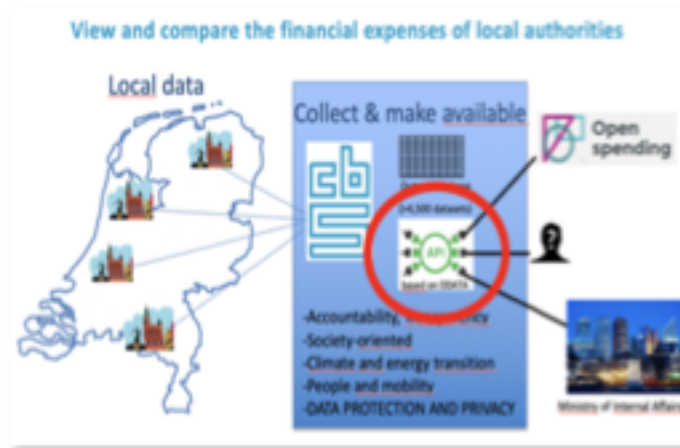 View and compare the financial expenses of local authorities
Local data
Collect & make available
cbs
Open
spending
(>4,500 datasets)
API
based on ODATA
-Accountability,
-Society-oriented
-Climate and energy transition
-People and mobility
-DATA PROTECTION AND PRIVACY
Ministry of Internal Affair